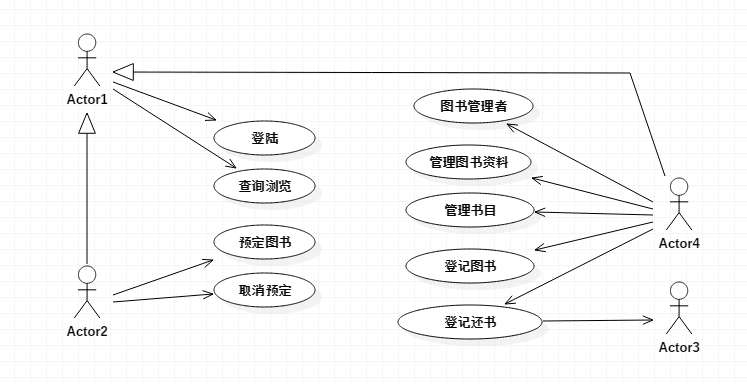 Actor1
登陆
查询浏览
预定图书
取消预定
Actor2
图书管理者
管理图书资料
管理书目
登记图书
登记还书
Actor4
Actor3